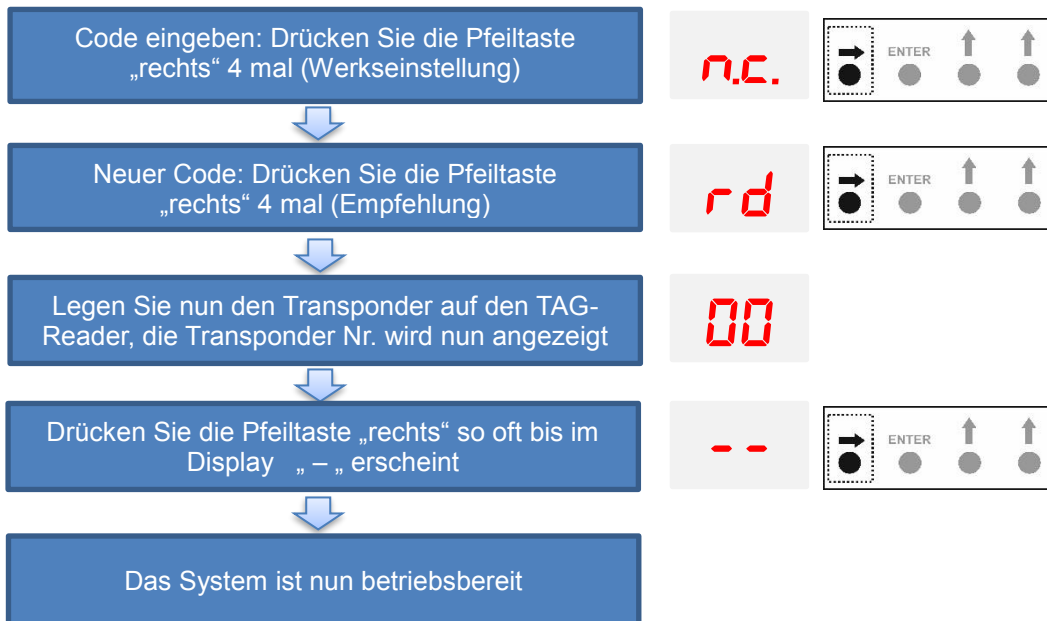 Code eingeben: Drücken Sie die Pfeiltaste
„rechts“ 4 mal (Werkseinstellung)
n.c.
ENTER
Neuer Code: Drücken Sie die Pfeiltaste
„rechts“ 4 mal (Empfehlung)
rd
ENTER
Legen Sie nun den Transponder auf den TAG-
Reader, die Transponder Nr. wird nun angezeigt
00
Drücken Sie die Pfeiltaste „rechts“ so oft bis im
Display „ – „ erscheint
--
ENTER
Das System ist nun betriebsbereit